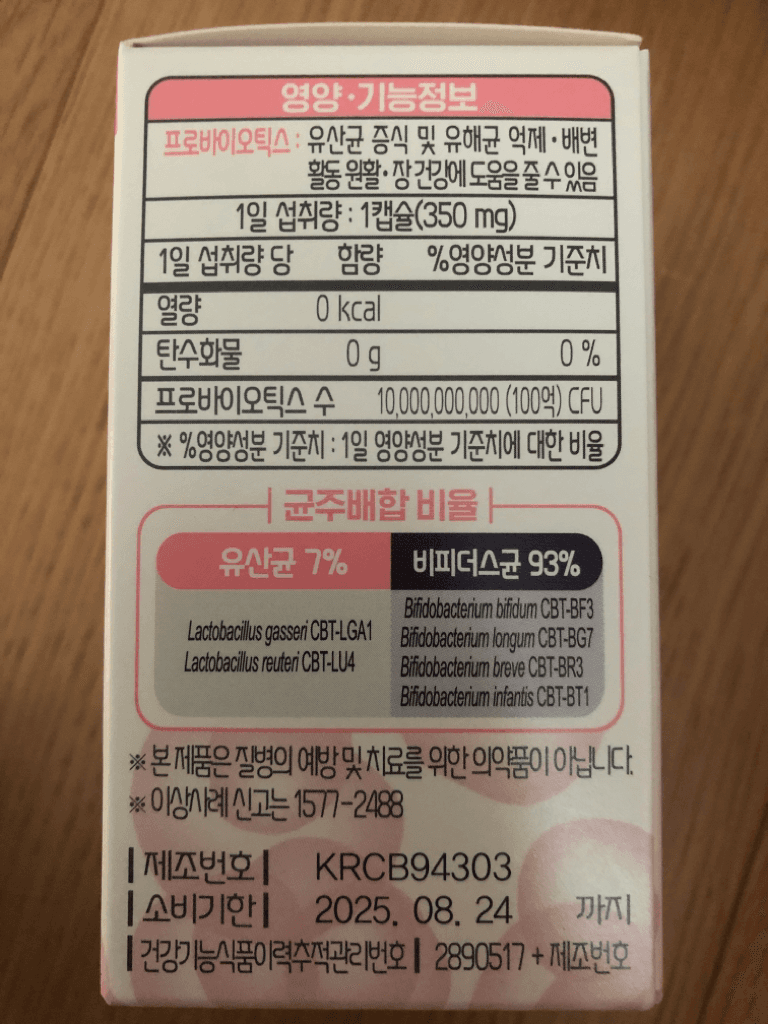 영양·기능정보
프로바이오틱스 : 유산균 증식 및 유해균 억제·배변
활동 원활·장 건강에 도움을 줄 수 있음
1일 섭취량 : 1캡슐(350 mg)
1일 섭취량 당 함량 %영양성분 기준치
열량 0 kcal
탄수화물 0 g 0 %
프로바이오틱스 수 10,000,000,000 (100억) CFU
※ %영양성분 기준치 : 1일 영양성분 기준치에 대한 비율
균주배합 비율
유산균 7% 비피더스균 93%
Lactobacillus gasseri CBT-LGA1
Lactobacillus reuteri CBT-LU4
Bifidobacterium bifidum CBT-BF3
Bifidobacterium longum CBT-BG7
Bifidobacterium breve CBT-BR3
Bifidobacterium infantis CBT-BT1
※ 본 제품은 질병의 예방 및 치료를 위한 의약품이 아닙니다.
※ 이상사례 신고는 1577-2488
| 제조번호 | KRCB94303
| 소비기한 | 2025. 08. 24 까지
| 건강기능식품이력추적관리번호 | 2890517 + 제조번호